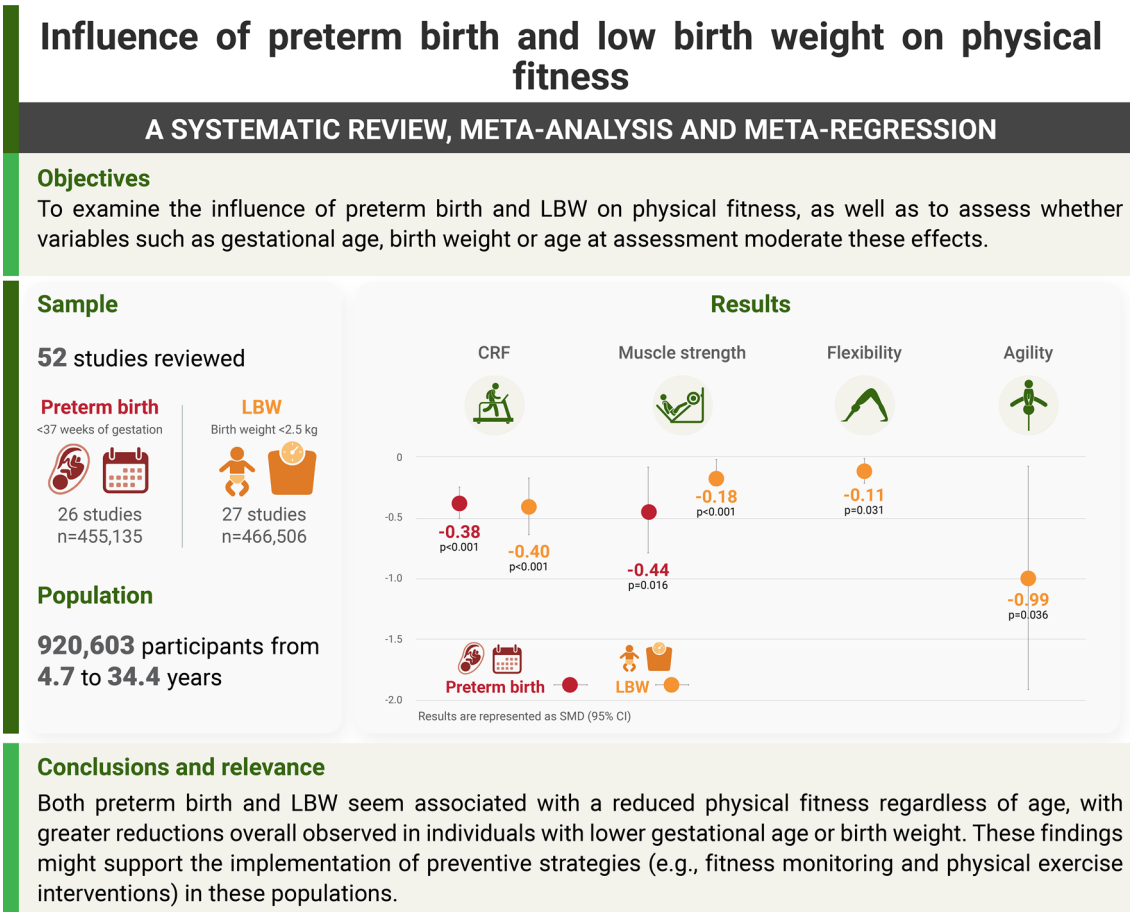 Influence of preterm birth and low birth weight on physical
fitness
A SYSTEMATIC REVIEW, META-ANALYSIS AND META-REGRESSION
Objectives
To examine the influence of preterm birth and LBW on physical fitness, as well as to assess whether
variables such as gestational age, birth weight or age at assessment moderate these effects.
Sample
52 studies reviewed
Preterm birth
<37 weeks of gestation
26 studies
n=455,135
LBW
Birth weight <2.5 kg
27 studies
n=466,506
Population
920,603 participants from
4.7 to 34.4 years
Results
CRF
Muscle strength
Flexibility
Agility
0
-0.5
-1.0
-1.5
-2.0
-0.38
p<0.001
-0.40
p<0.001
-0.44
p=0.016
-0.18
p<0.001
-0.11
p=0.031
-0.99
p=0.036
Preterm birth
LBW
Results are represented as SMD (95% CI)
Conclusions and relevance
Both preterm birth and LBW seem associated with a reduced physical fitness regardless of age, with
greater reductions overall observed in individuals with lower gestational age or birth weight. These findings
might support the implementation of preventive strategies (e.g., fitness monitoring and physical exercise
interventions) in these populations.